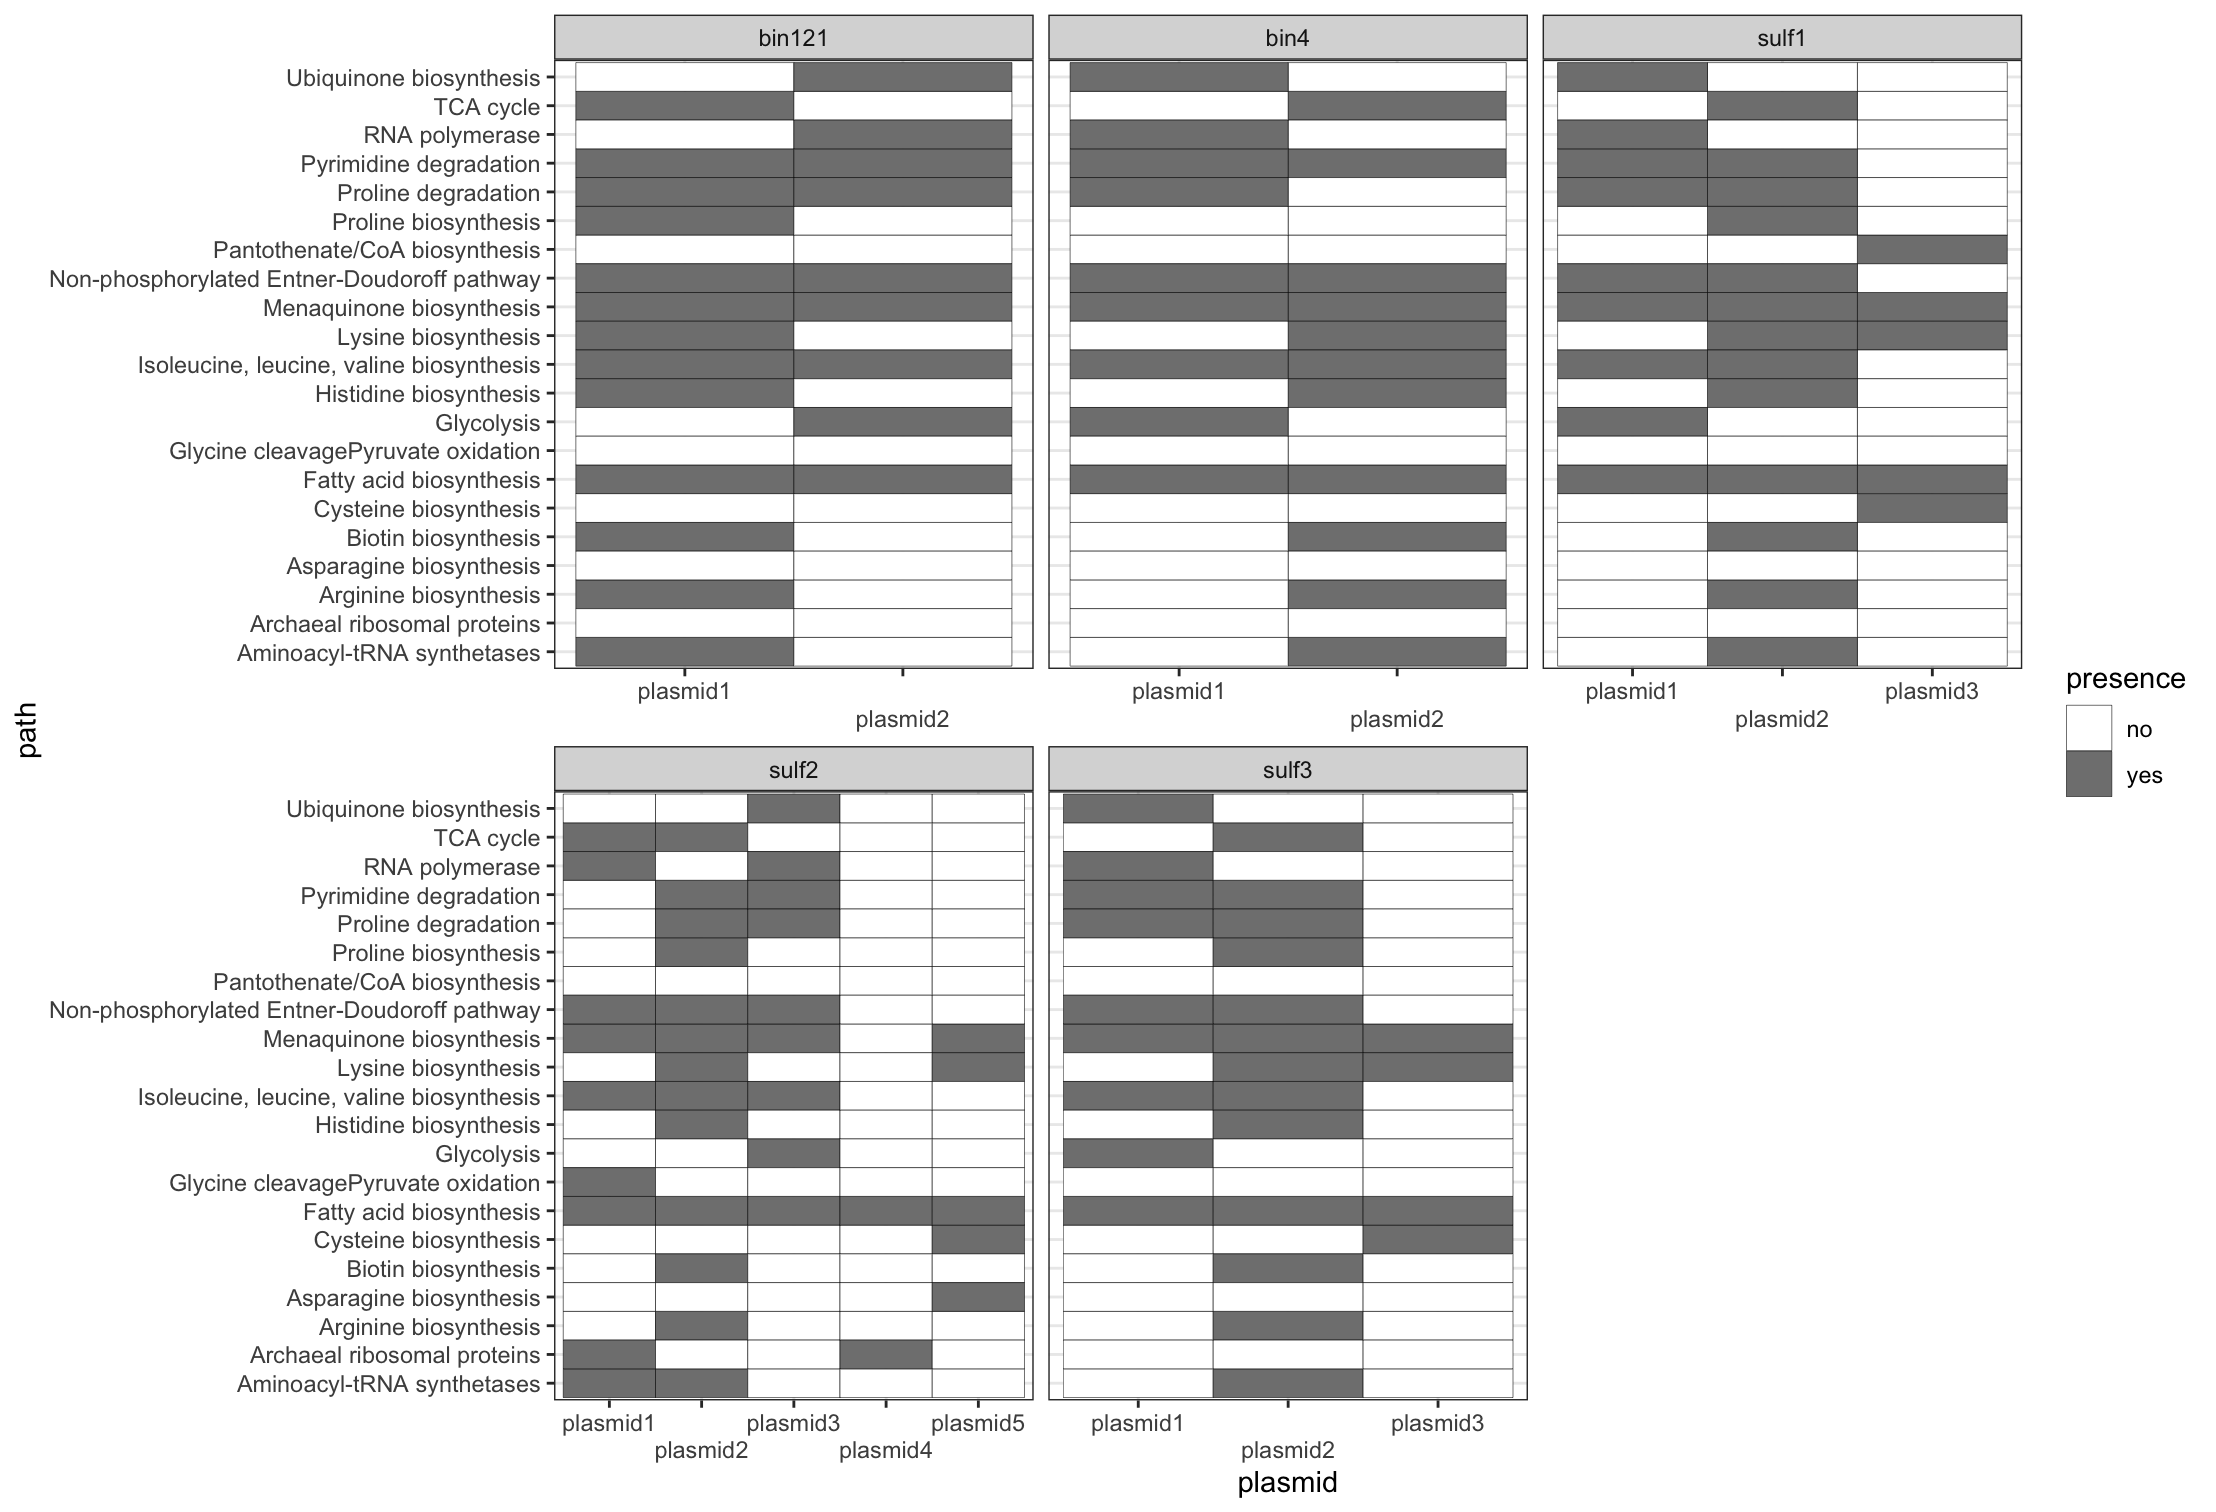 bin121
bin4
sulf1
Ubiquinone biosynthesis
TCA cycle
RNA polymerase
Pyrimidine degradation
Proline degradation
Proline biosynthesis
Pantothenate/CoA biosynthesis
Non-phosphorylated Entner-Doudoroff pathway
Menaquinone biosynthesis
Lysine biosynthesis
Isoleucine, leucine, valine biosynthesis
Histidine biosynthesis
Glycolysis
Glycine cleavagePyruvate oxidation
Fatty acid biosynthesis
Cysteine biosynthesis
Biotin biosynthesis
Asparagine biosynthesis
Arginine biosynthesis
Archaeal ribosomal proteins
Aminoacyl-tRNA synthetases
plasmid1
plasmid2
plasmid1
plasmid2
plasmid1
plasmid2
plasmid3
path
presence
no
yes
sulf2
sulf3
Ubiquinone biosynthesis
TCA cycle
RNA polymerase
Pyrimidine degradation
Proline degradation
Proline biosynthesis
Pantothenate/CoA biosynthesis
Non-phosphorylated Entner-Doudoroff pathway
Menaquinone biosynthesis
Lysine biosynthesis
Isoleucine, leucine, valine biosynthesis
Histidine biosynthesis
Glycolysis
Glycine cleavagePyruvate oxidation
Fatty acid biosynthesis
Cysteine biosynthesis
Biotin biosynthesis
Asparagine biosynthesis
Arginine biosynthesis
Archaeal ribosomal proteins
Aminoacyl-tRNA synthetases
plasmid1
plasmid2
plasmid3
plasmid4
plasmid5
plasmid1
plasmid2
plasmid3
plasmid